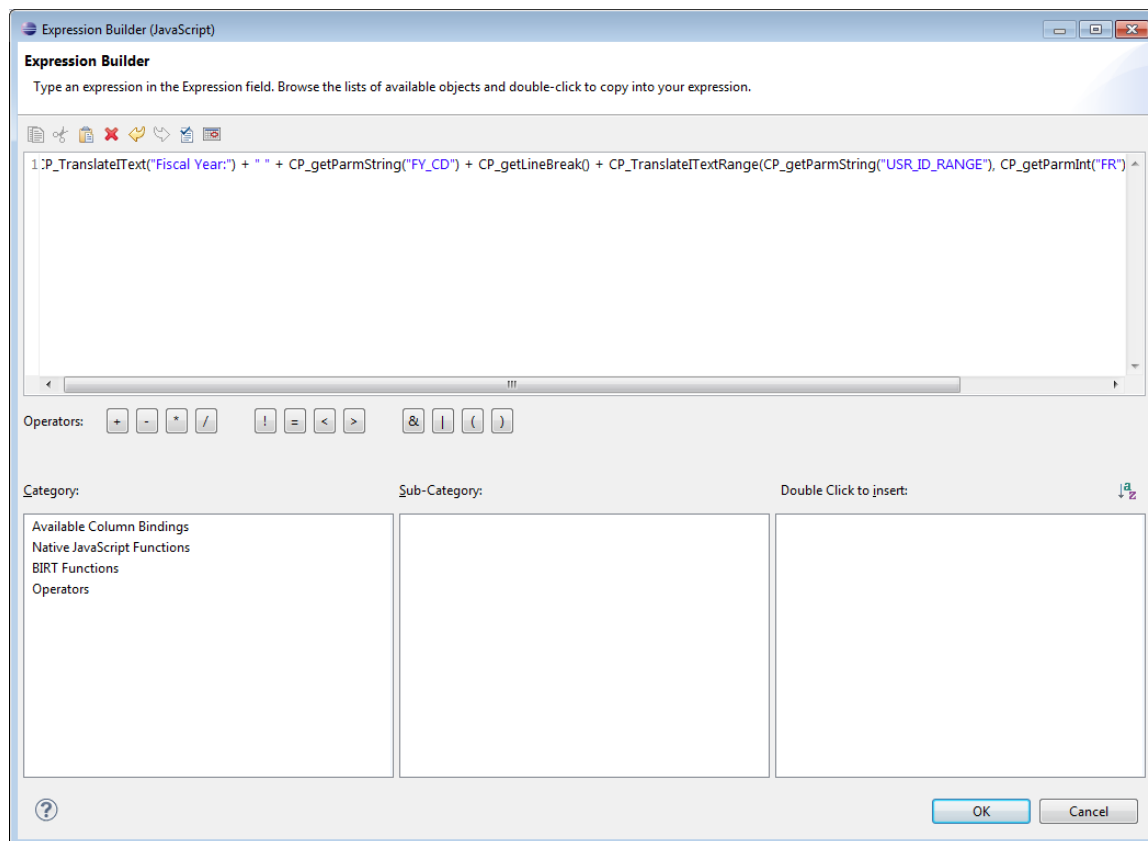 Expression Builder (JavaScript)
Expression Builder
Type an expression in the Expression field. Browse the lists of available objects and double-click to copy into your expression.
1 :P_TranslateIText("Fiscal Year:") + " " + CP_getParmString("FY_CD") + CP_getLineBreak() + CP_TranslateITextRange(CP_getParmString("USR_ID_RANGE"), CP_getParmInt("FR")
Operators: + - * / ! = < > & | ( )
Category: Sub-Category: Double Click to insert:
Available Column Bindings
Native JavaScript Functions
BIRT Functions
Operators
OK Cancel